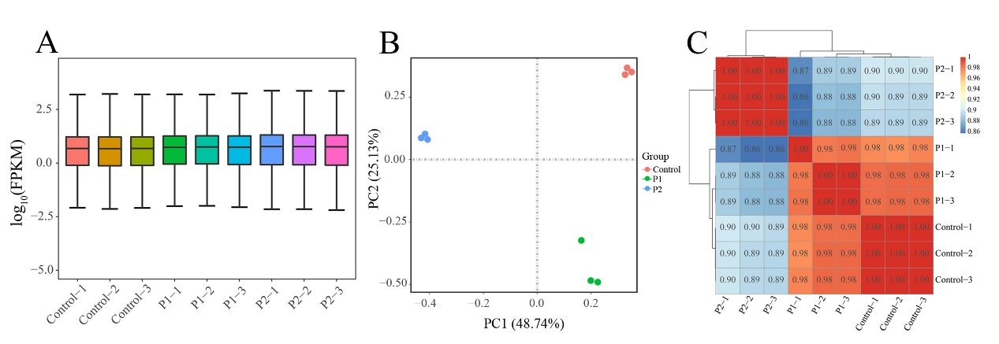 A
log10(FPKM)
2.5
0.0
−2.5
−5.0
Control−1
Control−2
Control−3
P1−1
P1−2
P1−3
P2−1
P2−2
P2−3
B
PC2 (25.13%)
0.25
0.00
−0.25
−0.50
−0.4
−0.2
0.0
0.2
PC1 (48.74%)
Group
Control
P1
P2
C
1.00 1.00 1.00 0.87 0.89 0.89 0.90 0.90 0.90 P2−1
1.00 1.00 1.00 0.86 0.88 0.88 0.90 0.89 0.89 P2−2
1.00 1.00 1.00 0.86 0.88 0.88 0.89 0.89 0.89 P2−3
0.87 0.86 0.86 1.00 0.98 0.98 0.98 0.98 0.98 P1−1
0.89 0.88 0.88 0.98 1.00 1.00 0.98 0.98 0.98 P1−2
0.89 0.88 0.88 0.98 1.00 1.00 0.98 0.98 0.98 P1−3
0.90 0.90 0.89 0.98 0.98 0.98 1.00 1.00 1.00 Control−1
0.90 0.89 0.89 0.98 0.98 0.98 1.00 1.00 1.00 Control−2
0.90 0.89 0.89 0.98 0.98 0.98 1.00 1.00 1.00 Control−3
P2−1
P2−2
P2−3
P1−1
P1−2
P1−3
Control−1
Control−2
Control−3
1
0.98
0.96
0.94
0.92
0.9
0.88
0.86